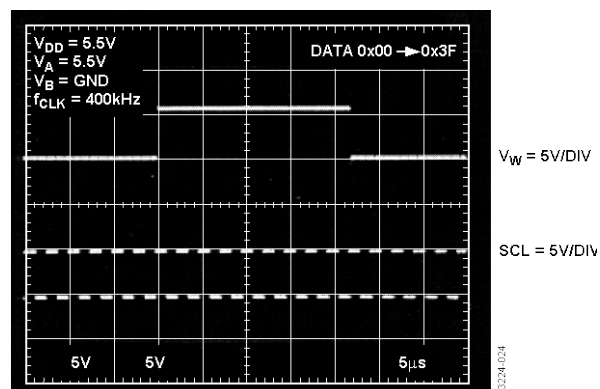 V_DD = 5.5V
V_A = 5.5V
V_B = GND
f_CLK = 400kHz
DATA 0x00 → 0x3F
V_W = 5V/DIV
SCL = 5V/DIV
5V 5V 5µs
3224-024